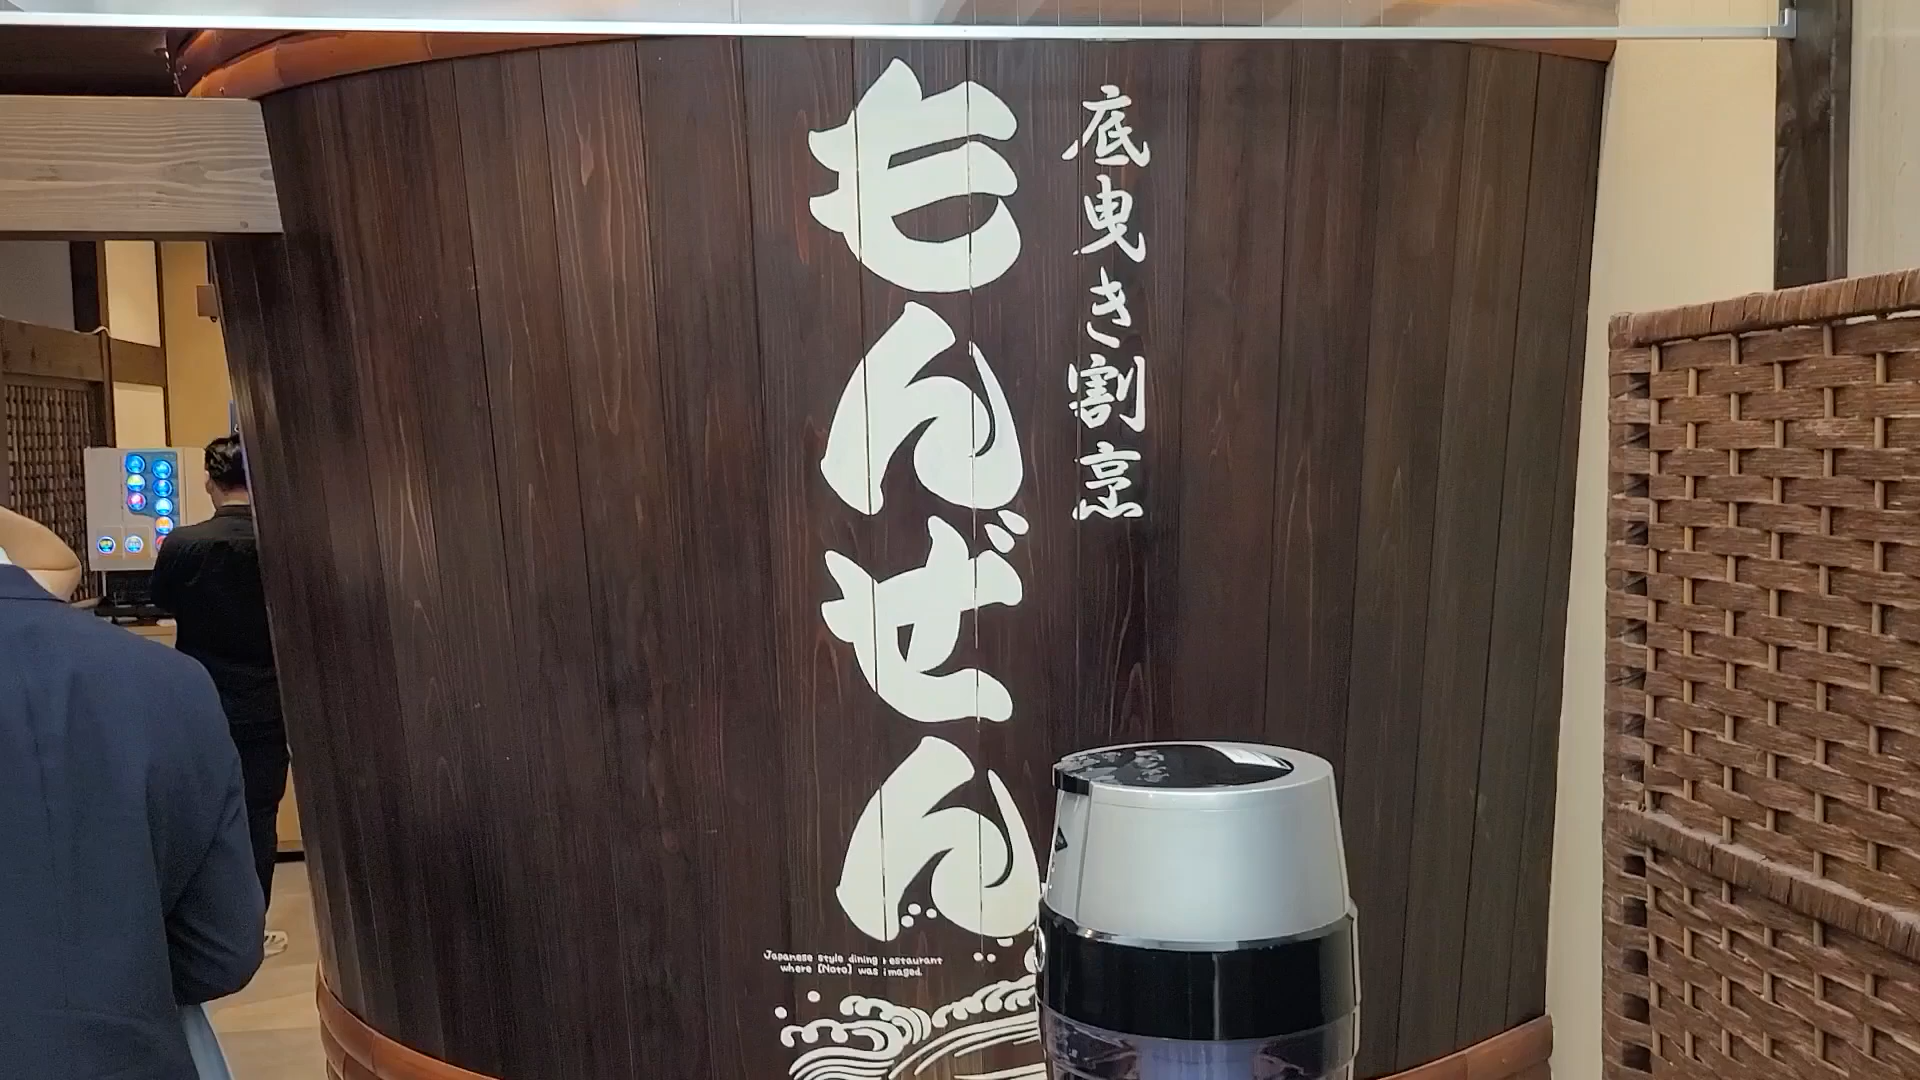 底曳き割烹
もんぜん
Japanese style dining restaurant
where [Noto] was imaged.